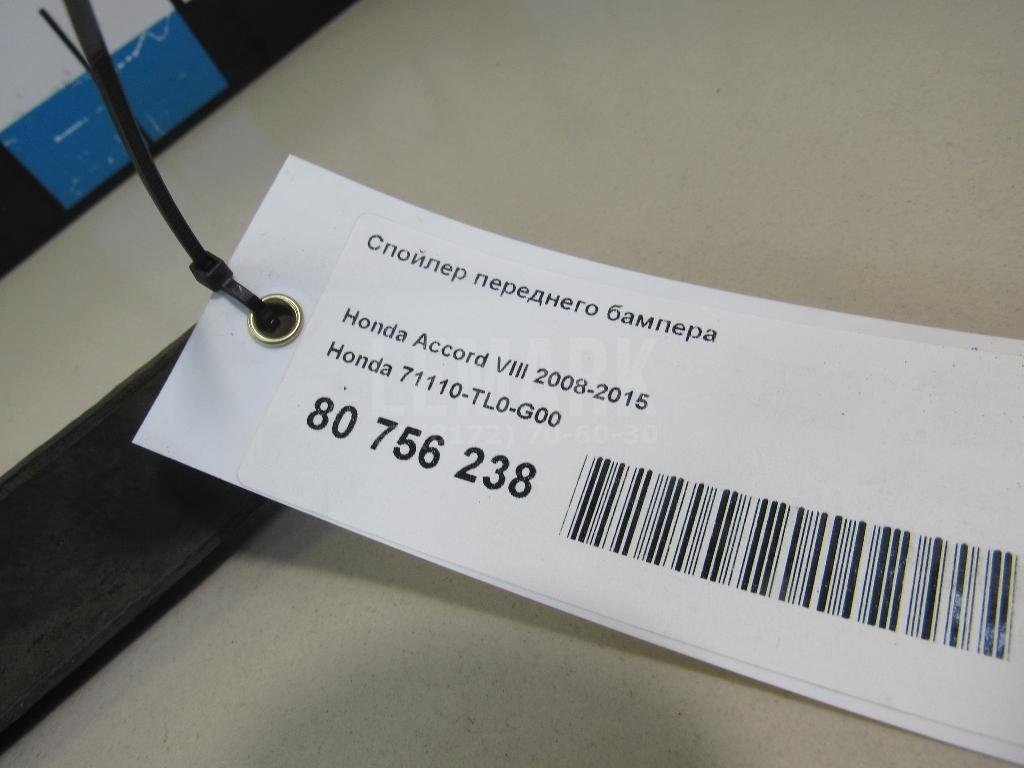 Спойлер переднего бампера
Honda Accord VIII 2008-2015
Honda 71110-TL0-G00
80 756 238